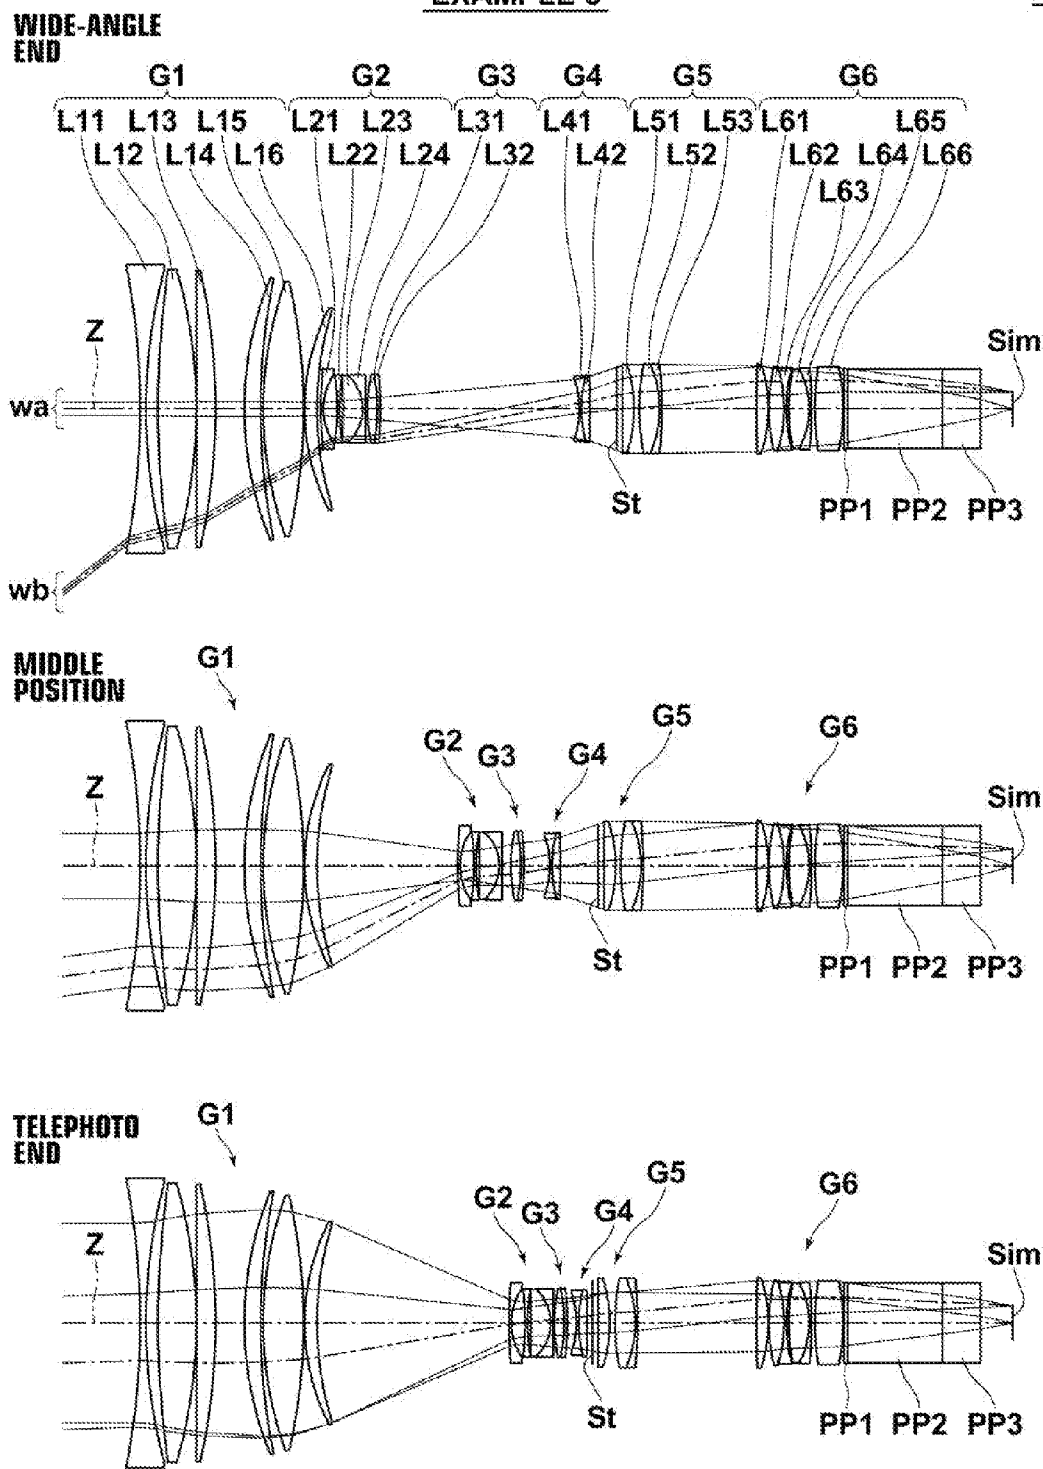 WIDE-ANGLE
END
G1 G2 G3 G4 G5 G6
L11 L13 L15 L21 L23 L31 L41 L51 L53 L61 L65
L12 L14 L16 L22 L24 L32 L42 L52 L62 L64 L66
L63
Z
Sim
wa
St
PP1 PP2 PP3
wb
MIDDLE
POSITION
G1
G2 G3 G4 G5 G6
Z
Sim
St
PP1 PP2 PP3
TELEPHOTO
END
G1
G2 G3 G4 G5 G6
Z
Sim
St
PP1 PP2 PP3